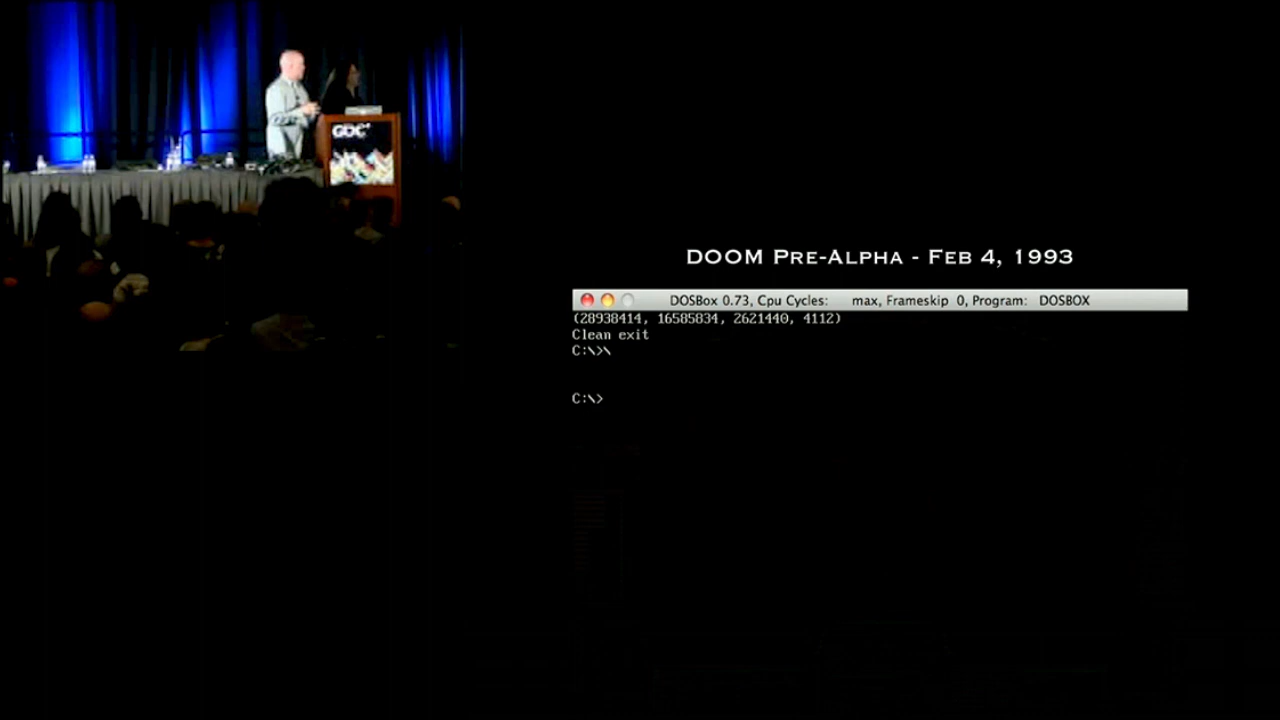 GDC
DOOM Pre-Alpha - Feb 4, 1993
DOSBox 0.73, Cpu Cycles: max, Frameskip 0, Program: DOSBOX
(28938414, 16585834, 2621440, 4112)
Clean exit
C:\>\
C:\>